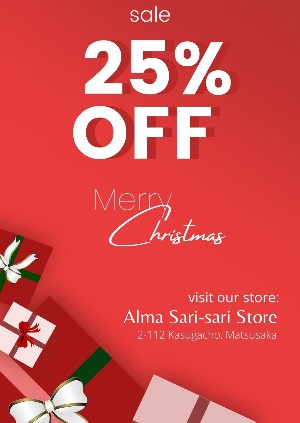 sale
25%
OFF
Merry
Christmas
visit our store:
Alma Sari-sari Store
2-112 Kasugacho, Matsusaka